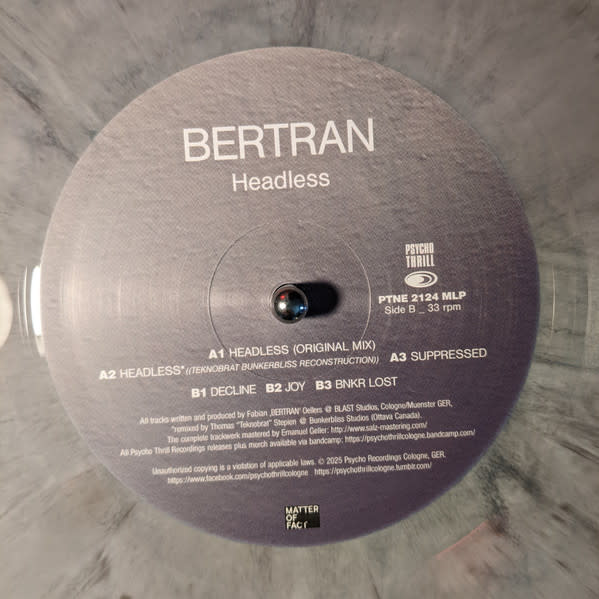 BERTRAN
Headless
PSYCHO
THRILL
PTNE 2124 MLP
Side B _ 33 rpm
A1 HEADLESS (ORIGINAL MIX)
A2 HEADLESS* ((TEKNOBRAT BUNKERBLISS RECONSTRUCTION)) A3 SUPPRESSED
B1 DECLINE B2 JOY B3 BNKR LOST
All tracks written and produced by Fabian ‚BERTRAN' Oellers @ BLAST Studios, Cologne/Muenster GER,
*remixed by Thomas "Teknobrat" Stepien @ Bunkerbliss Studios (Ottava Canada).
The complete trackwerk mastered by Emanuel Geller: http://www.salz-mastering.com/
All Psycho Thrill Recordings releases plus merch available via bandcamp: https://psychothrillcologne.bandcamp.com/
Unauthorized copying is a violation of applicable laws. © 2025 Psycho Recordings Cologne, GER.
https://www.facebook.com/psychothrillcologne https://psychothrillcologne.tumblr.com/
MATTER
OF
FACT